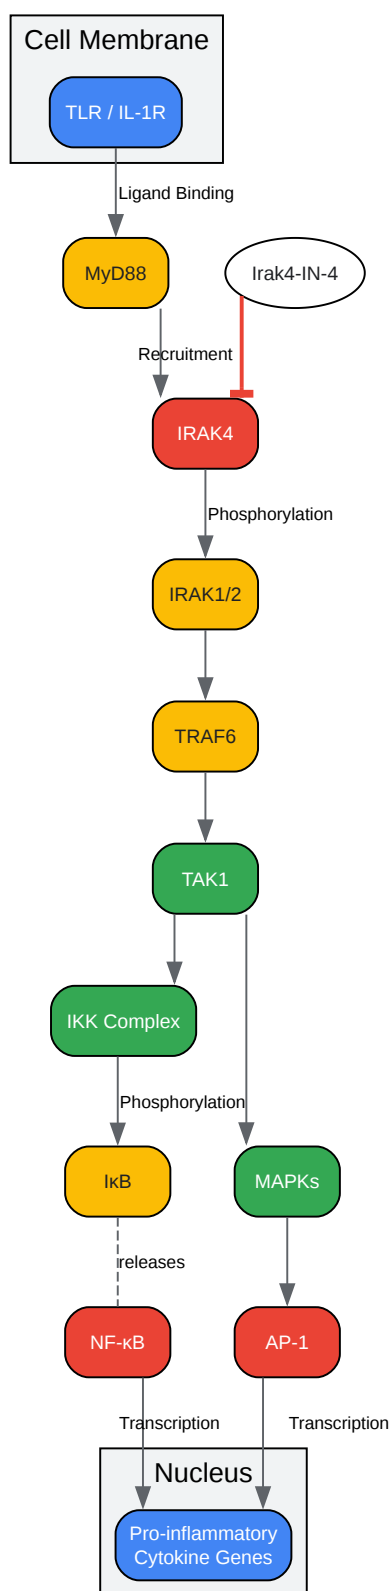 Cell Membrane
TLR / IL-1R
Ligand Binding
MyD88
Irak4-IN-4
Recruitment
IRAK4
Phosphorylation
IRAK1/2
TRAF6
TAK1
IKK Complex
Phosphorylation
IκB
MAPKs
releases
NF-κB
AP-1
Transcription
Transcription
Nucleus
Pro-inflammatory
Cytokine Genes